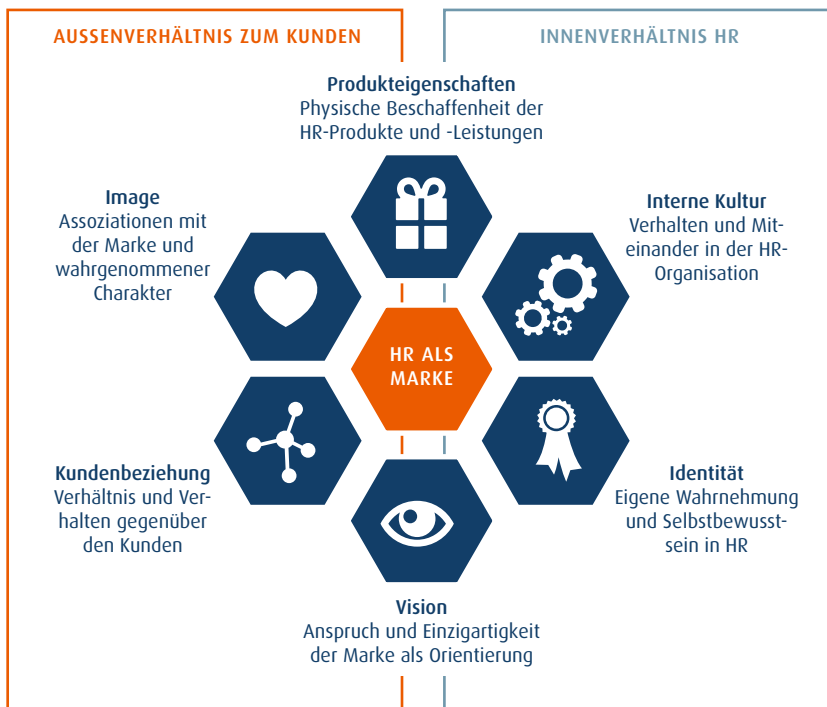 AUSSENVERHÄLTNIS ZUM KUNDEN
INNENVERHÄLTNIS HR
Produkteigenschaften
Physische Beschaffenheit der
HR-Produkte und -Leistungen
Image
Assoziationen mit
der Marke und
wahrgenommener
Charakter
Interne Kultur
Verhalten und Mit-
einander in der HR-
Organisation
HR ALS
MARKE
Kundenbeziehung
Verhältnis und Ver-
halten gegenüber
den Kunden
Identität
Eigene Wahrnehmung
und Selbstbewusst-
sein in HR
Vision
Anspruch und Einzigartigkeit
der Marke als Orientierung